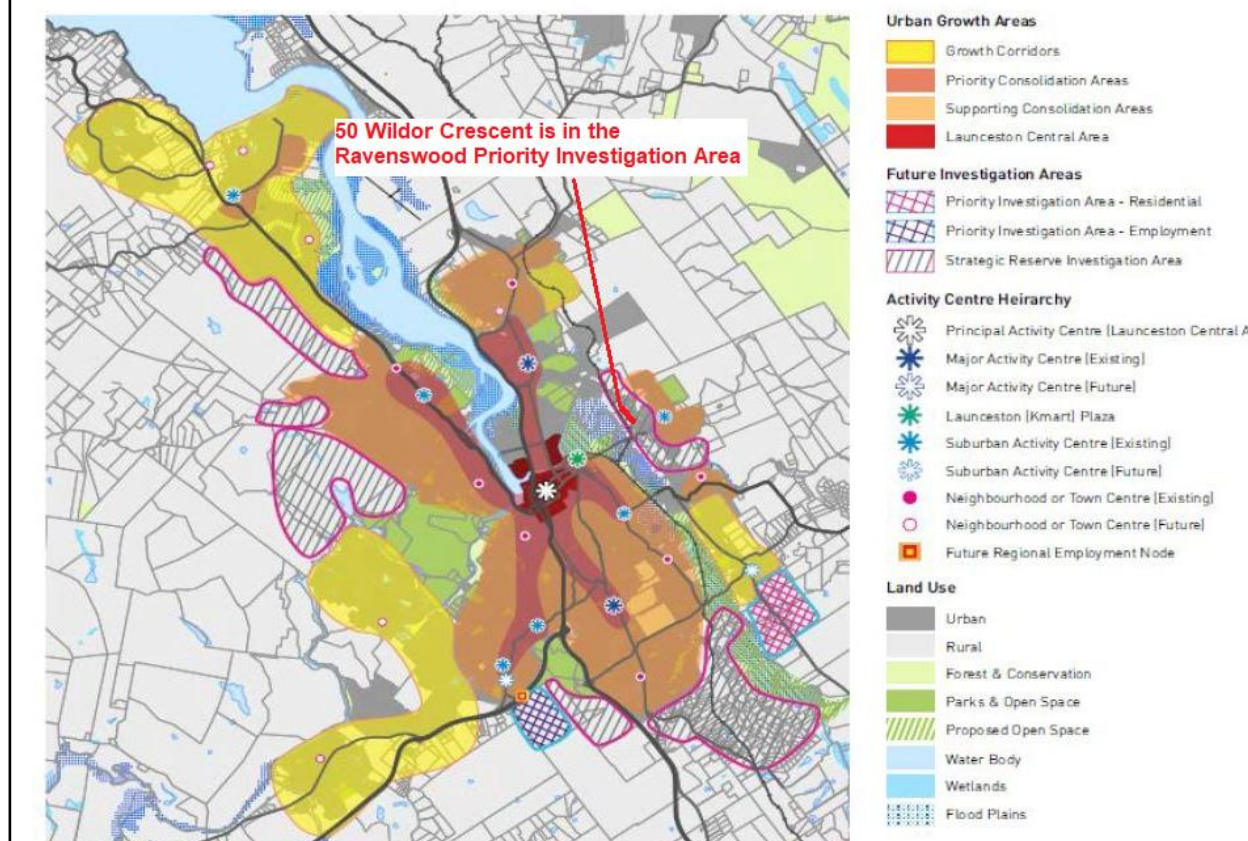 50 Wildor Crescent is in the
Ravenswood Priority Investigation Area
Urban Growth Areas
Growth Corridors
Priority Consolidation Areas
Supporting Consolidation Areas
Launceston Central Area
Future Investigation Areas
Priority Investigation Area - Residential
Priority Investigation Area - Employment
Strategic Reserve Investigation Area
Activity Centre Heirarchy
Principal Activity Centre (Launceston Central A
Major Activity Centre (Existing)
Major Activity Centre (Future)
Launceston (Kmart) Plaza
Suburban Activity Centre (Existing)
Suburban Activity Centre (Future)
Neighbourhood or Town Centre (Existing)
Neighbourhood or Town Centre (Future)
Future Regional Employment Node
Land Use
Urban
Rural
Forest & Conservation
Parks & Open Space
Proposed Open Space
Water Body
Wetlands
Flood Plains